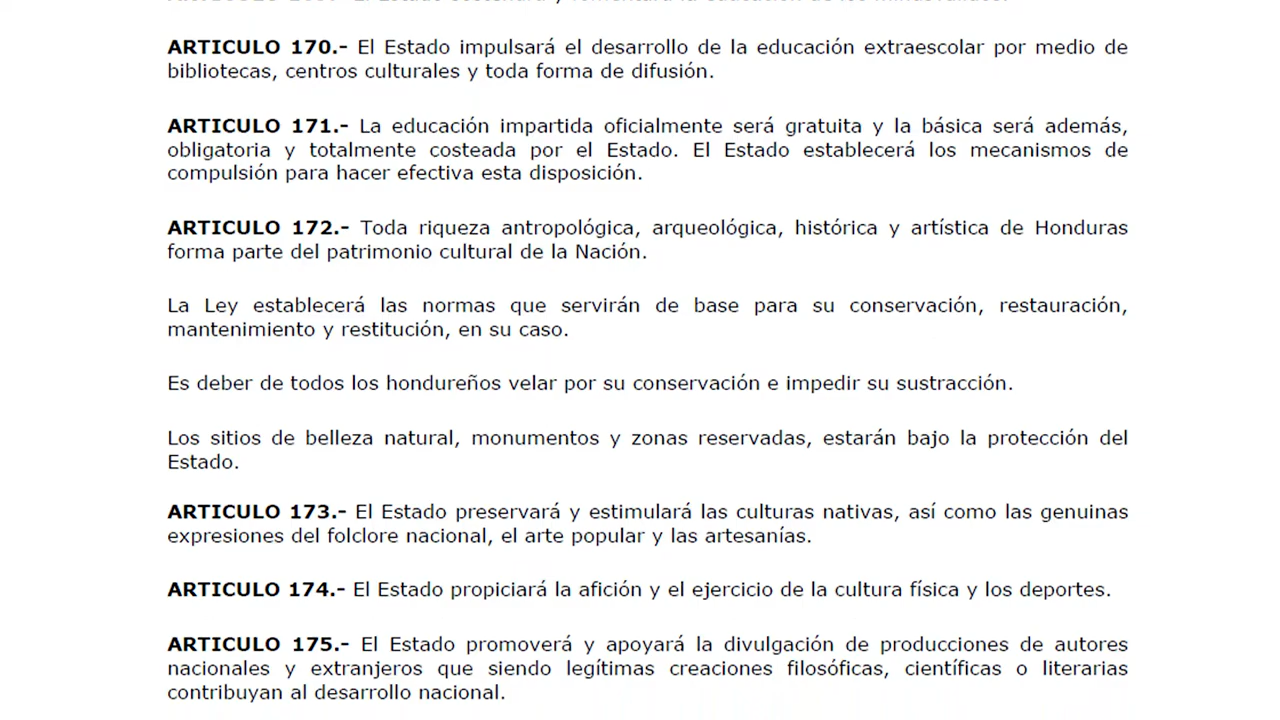 ARTICULO 170.- El Estado impulsará el desarrollo de la educación extraescolar por medio de
bibliotecas, centros culturales y toda forma de difusión.
ARTICULO 171.- La educación impartida oficialmente será gratuita y la básica será además,
obligatoria y totalmente costeada por el Estado. El Estado establecerá los mecanismos de
compulsión para hacer efectiva esta disposición.
ARTICULO 172.- Toda riqueza antropológica, arqueológica, histórica y artística de Honduras
forma parte del patrimonio cultural de la Nación.
La Ley establecerá las normas que servirán de base para su conservación, restauración,
mantenimiento y restitución, en su caso.
Es deber de todos los hondureños velar por su conservación e impedir su sustracción.
Los sitios de belleza natural, monumentos y zonas reservadas, estarán bajo la protección del
Estado.
ARTICULO 173.- El Estado preservará y estimulará las culturas nativas, así como las genuinas
expresiones del folclore nacional, el arte popular y las artesanías.
ARTICULO 174.- El Estado propiciará la afición y el ejercicio de la cultura física y los deportes.
ARTICULO 175.- El Estado promoverá y apoyará la divulgación de producciones de autores
nacionales y extranjeros que siendo legítimas creaciones filosóficas, científicas o literarias
contribuyan al desarrollo nacional.